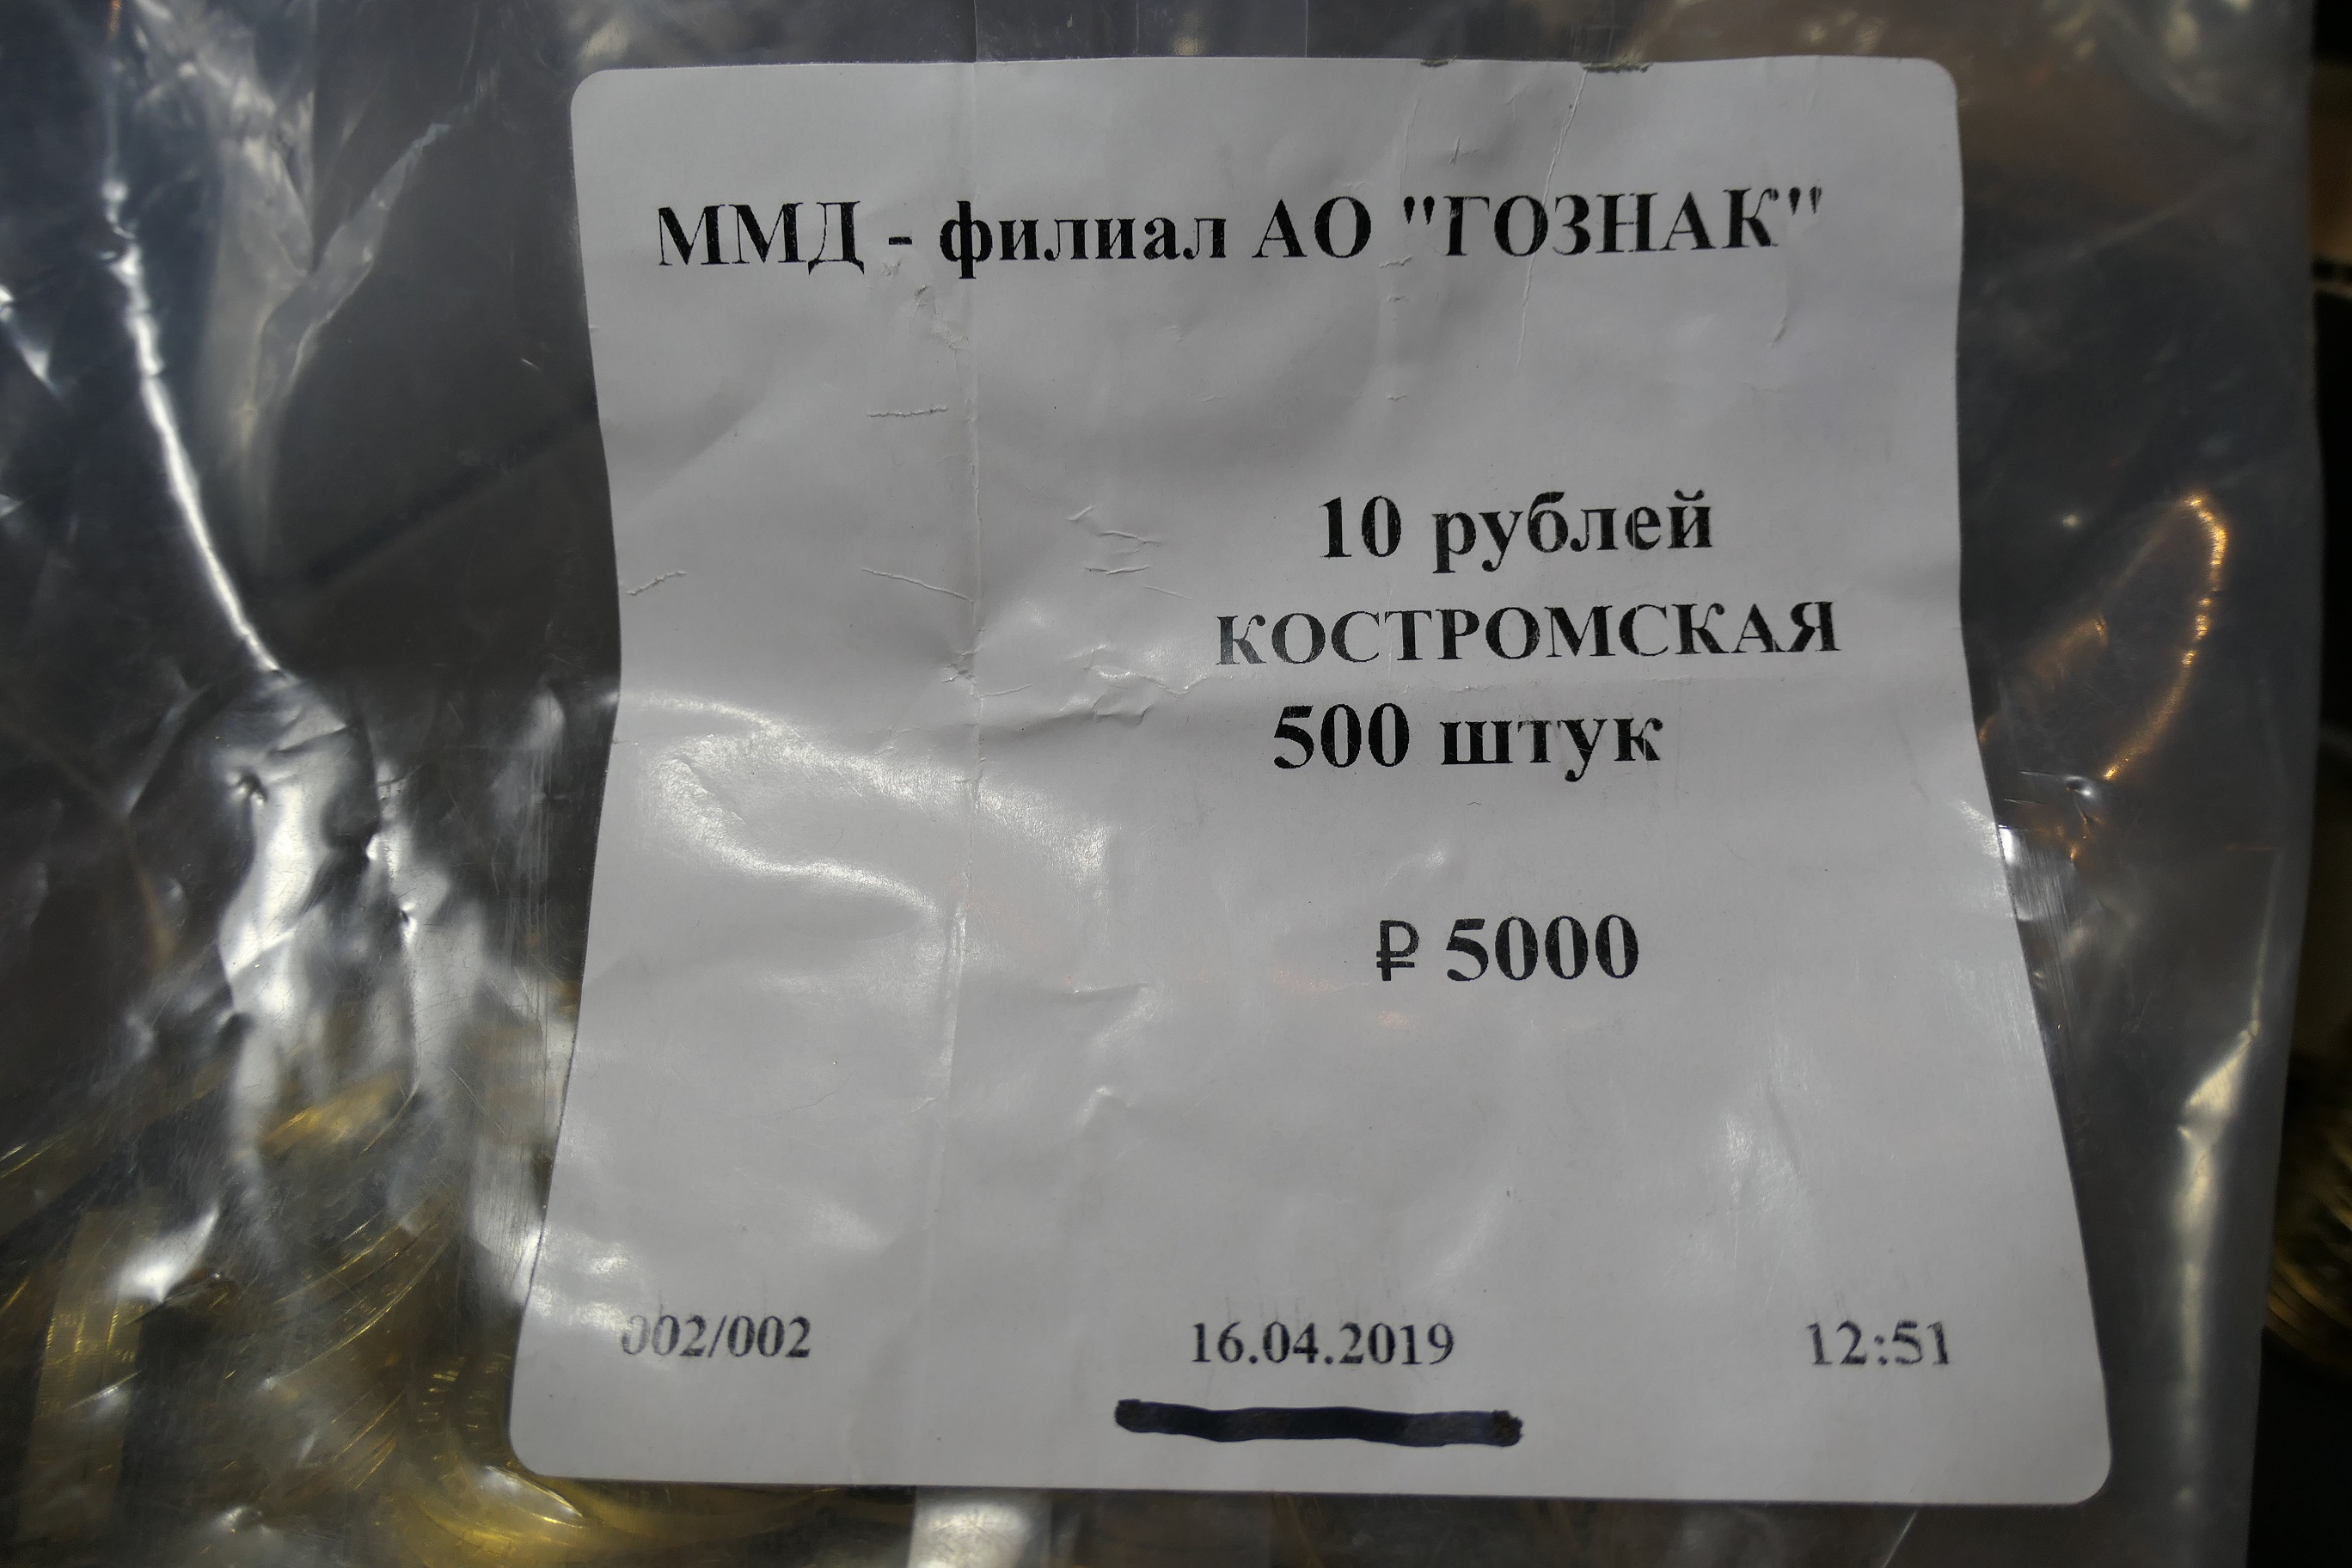 ММД - филиал АО "ГОЗНАК"
10 рублей
КОСТРОМСКАЯ
500 штук
₽ 5000
002/002 16.04.2019 12:51